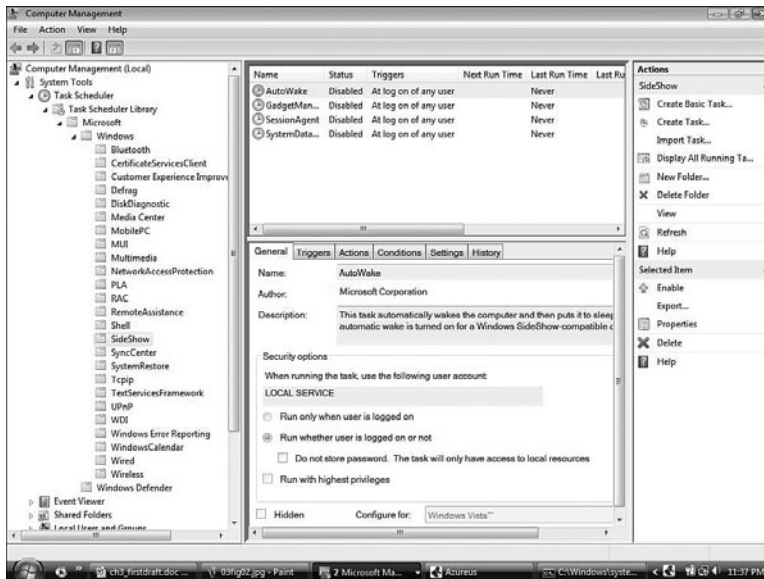 Computer Management
File Action View Help
Computer Management (Local)
System Tools
Task Scheduler
Task Scheduler Library
Microsoft
Windows
Bluetooth
CertificateServicesClient
Customer Experience Improve
Defrag
DiskDiagnostic
Media Center
MobilePC
MUI
Multimedia
NetworkAccessProtection
PLA
RAC
RemoteAssistance
Shell
SideShow
SyncCenter
SystemRestore
Tcpip
TextServicesFramework
UPnP
WDI
Windows Error Reporting
WindowsCalendar
Wired
Wireless
Windows Defender
Event Viewer
Shared Folders
Local Users and Groups
Name Status Triggers Next Run Time Last Run Time Last Ru
AutoWake Disabled At log on of any user Never
GadgetMan... Disabled At log on of any user Never
SessionAgent Disabled At log on of any user Never
SystemData... Disabled At log on of any user Never
General Triggers Actions Conditions Settings History
Name: AutoWake
Author: Microsoft Corporation
Description: This task automatically wakes the computer and then puts it to sleep
automatic wake is turned on for a Windows SideShow-compatible
Security options
When running the task, use the following user account:
LOCAL SERVICE
Run only when user is logged on
Run whether user is logged on or not
Do not store password. The task will only have access to local resources
Run with highest privileges
Hidden Configure for: Windows Vista™
Actions
SideShow
Create Basic Task...
Create Task...
Import Task...
Display All Running Ta...
New Folder...
Delete Folder
View
Refresh
Help
Selected Item
Enable
Export...
Properties
Delete
Help
ch3_firstdraft.doc ... 03fig02.jpg - Paint 2 Microsoft Ma... Azureus C:\Windows\syste... 11:37 PM